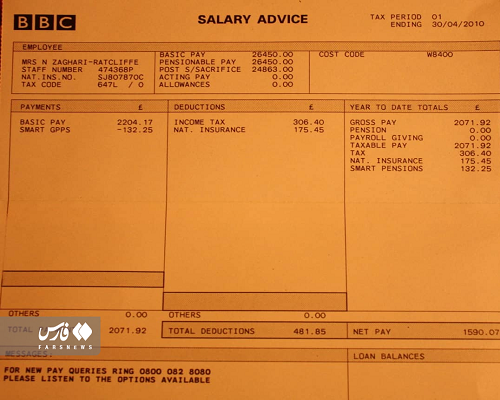 BBC
SALARY ADVICE
TAX PERIOD 01
ENDING 30/04/2010
EMPLOYEE
MRS N ZAGHARI-RATCLIFFE
STAFF NUMBER 474368P
NAT.INS.NO. SJ807870C
TAX CODE 647L / 0
BASIC PAY 26450.00
PENSIONABLE PAY 26450.00
POST S/SACRIFICE 24863.00
ACTING PAY 0.00
ALLOWANCES 0.00
COST CODE W8400
PAYMENTS £
BASIC PAY 2204.17
SMART GPPS -132.25
DEDUCTIONS £
INCOME TAX 306.40
NAT. INSURANCE 175.45
YEAR TO DATE TOTALS £
GROSS PAY 2071.92
PENSION 0.00
PAYROLL GIVING 0.00
TAXABLE PAY 2071.92
TAX 306.40
NAT. INSURANCE 175.45
SMART PENSIONS 132.25
OTHERS 0.00
OTHERS 0.00
TOTAL 2071.92
TOTAL DEDUCTIONS 481.85
NET PAY 1590.07
فارس
FARSNEWS
MESSAGES:
FOR NEW PAY QUERIES RING 0800 082 8080
PLEASE LISTEN TO THE OPTIONS AVAILABLE
LOAN BALANCES